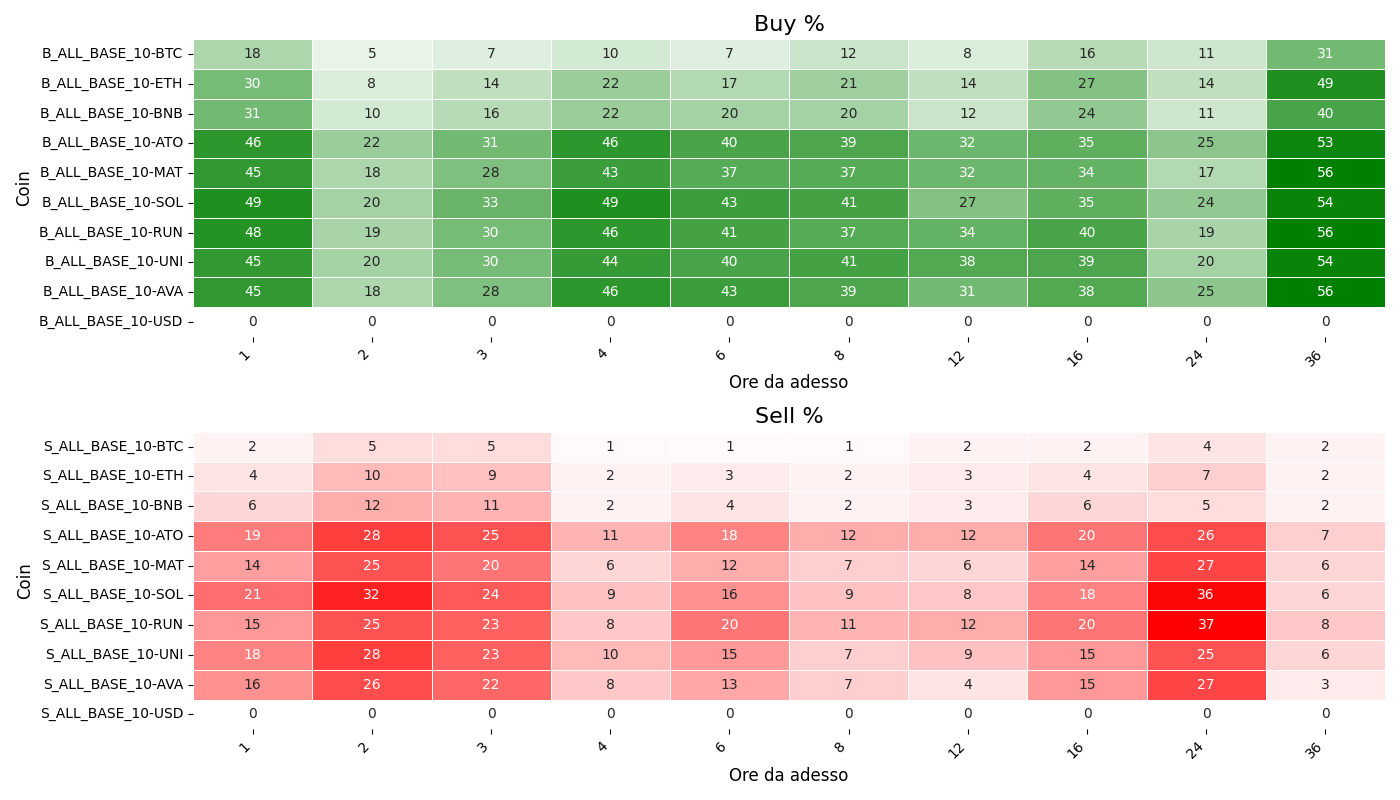 Buy %
B_ALL_BASE_10-BTC 18 5 7 10 7 12 8 16 11 31
B_ALL_BASE_10-ETH 30 8 14 22 17 21 14 27 14 49
B_ALL_BASE_10-BNB 31 10 16 22 20 20 12 24 11 40
B_ALL_BASE_10-ATO 46 22 31 46 40 39 32 35 25 53
B_ALL_BASE_10-MAT 45 18 28 43 37 37 32 34 17 56
B_ALL_BASE_10-SOL 49 20 33 49 43 41 27 35 24 54
B_ALL_BASE_10-RUN 48 19 30 46 41 37 34 40 19 56
B_ALL_BASE_10-UNI 45 20 30 44 40 41 38 39 20 54
B_ALL_BASE_10-AVA 45 18 28 46 43 39 31 38 25 56
B_ALL_BASE_10-USD 0 0 0 0 0 0 0 0 0 0
Coin
1 2 3 4 6 8 12 16 24 36
Ore da adesso
Sell %
S_ALL_BASE_10-BTC 2 5 5 1 1 1 2 2 4 2
S_ALL_BASE_10-ETH 4 10 9 2 3 2 3 4 7 2
S_ALL_BASE_10-BNB 6 12 11 2 4 2 3 6 5 2
S_ALL_BASE_10-ATO 19 28 25 11 18 12 12 20 26 7
S_ALL_BASE_10-MAT 14 25 20 6 12 7 6 14 27 6
S_ALL_BASE_10-SOL 21 32 24 9 16 9 8 18 36 6
S_ALL_BASE_10-RUN 15 25 23 8 20 11 12 20 37 8
S_ALL_BASE_10-UNI 18 28 23 10 15 7 9 15 25 6
S_ALL_BASE_10-AVA 16 26 22 8 13 7 4 15 27 3
S_ALL_BASE_10-USD 0 0 0 0 0 0 0 0 0 0
Coin
1 2 3 4 6 8 12 16 24 36
Ore da adesso